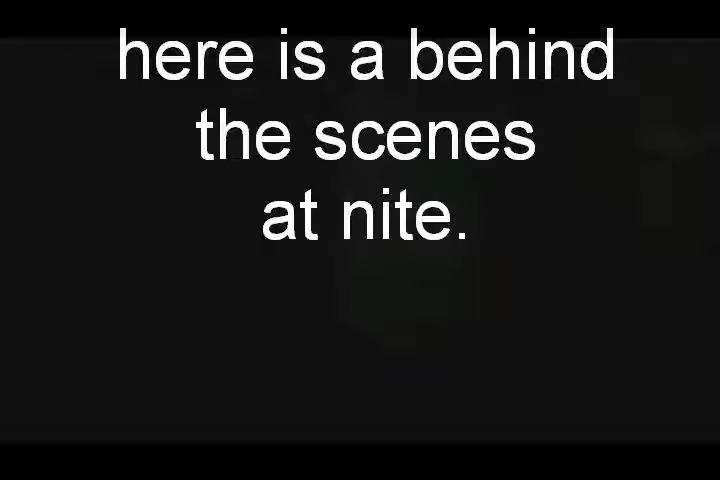 here is a behind
the scenes
at nite.